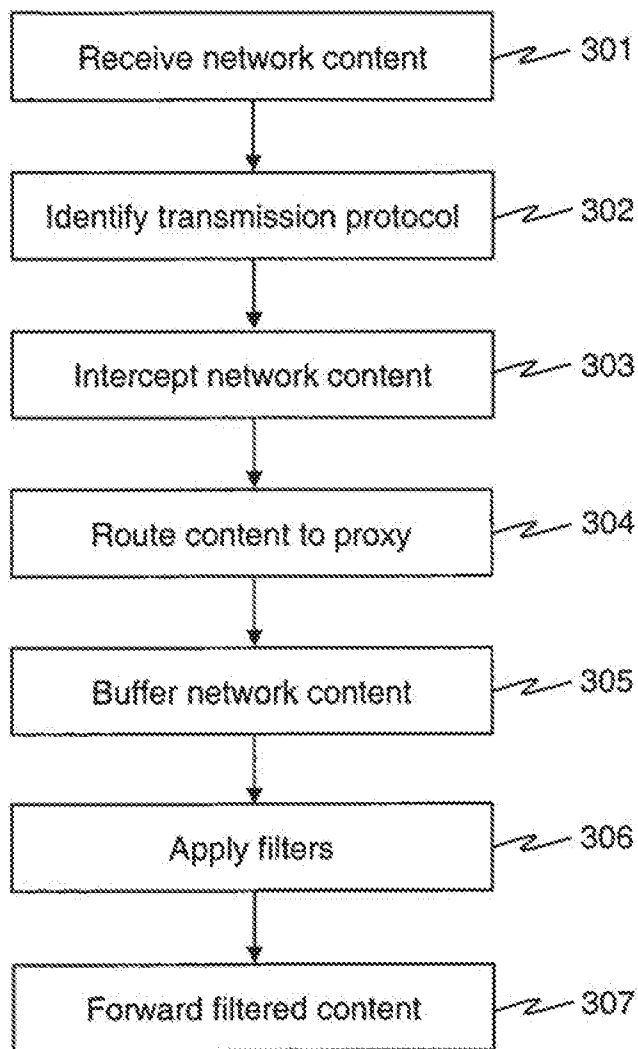 Receive network content 301
Identify transmission protocol 302
Intercept network content 303
Route content to proxy 304
Buffer network content 305
Apply filters 306
Forward filtered content 307